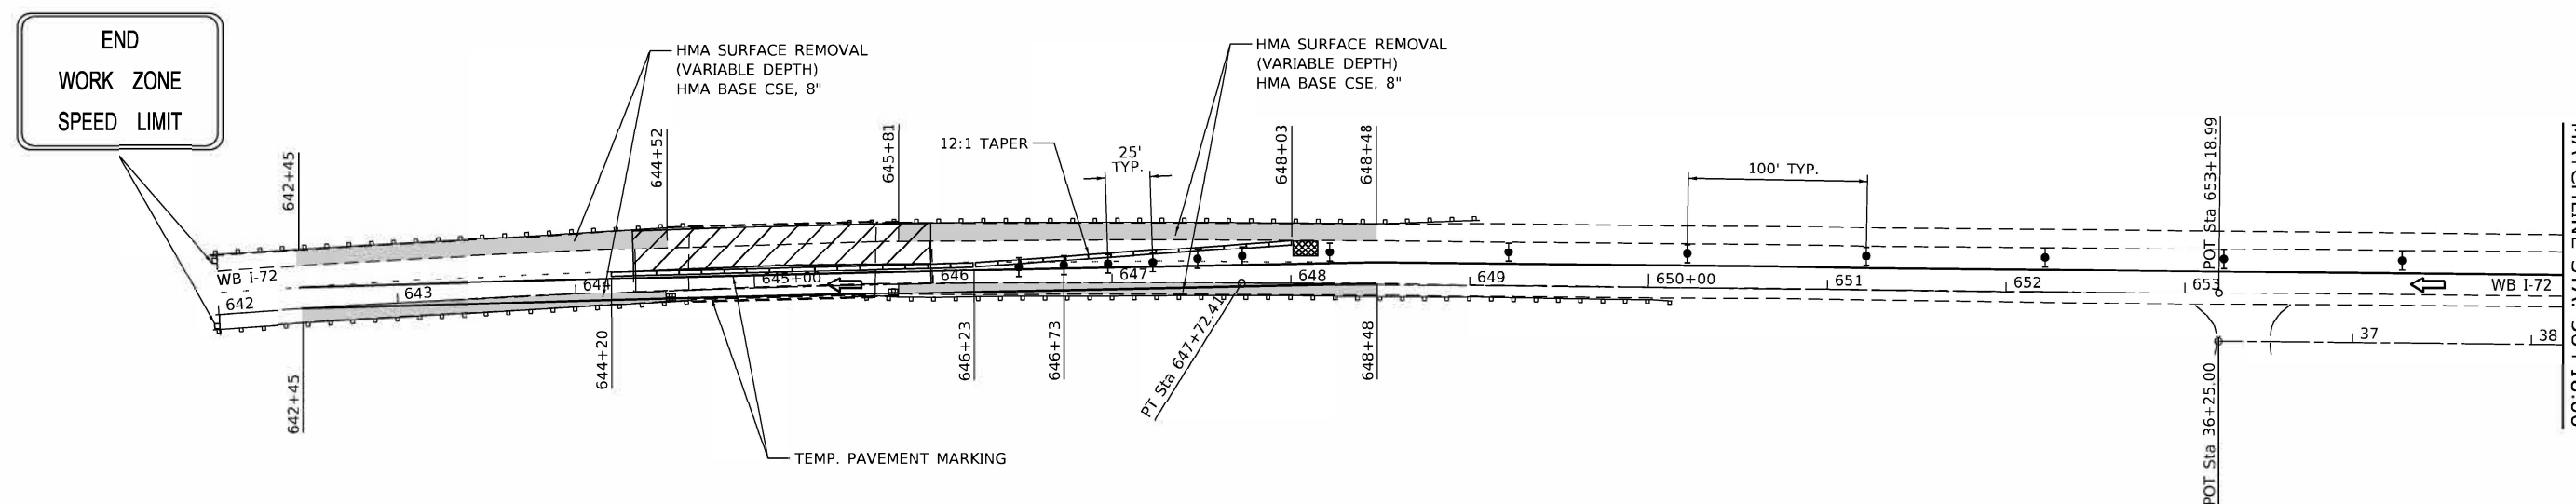 END
WORK ZONE
SPEED LIMIT
HMA SURFACE REMOVAL
(VARIABLE DEPTH)
HMA BASE CSE, 8"
HMA SURFACE REMOVAL
(VARIABLE DEPTH)
HMA BASE CSE, 8"
642+45
644+52
645+81
12:1 TAPER
25'
TYP.
648+03
648+48
100' TYP.
POT Sta 653+18.99
WB I-72
642
643
644
645+00
646
647
648
649
650+00
651
652
653
WB I-72
37
38
642+45
644+20
646+23
646+73
PT Sta 647+72.41
648+48
POT Sta 36+25.00
TEMP. PAVEMENT MARKING